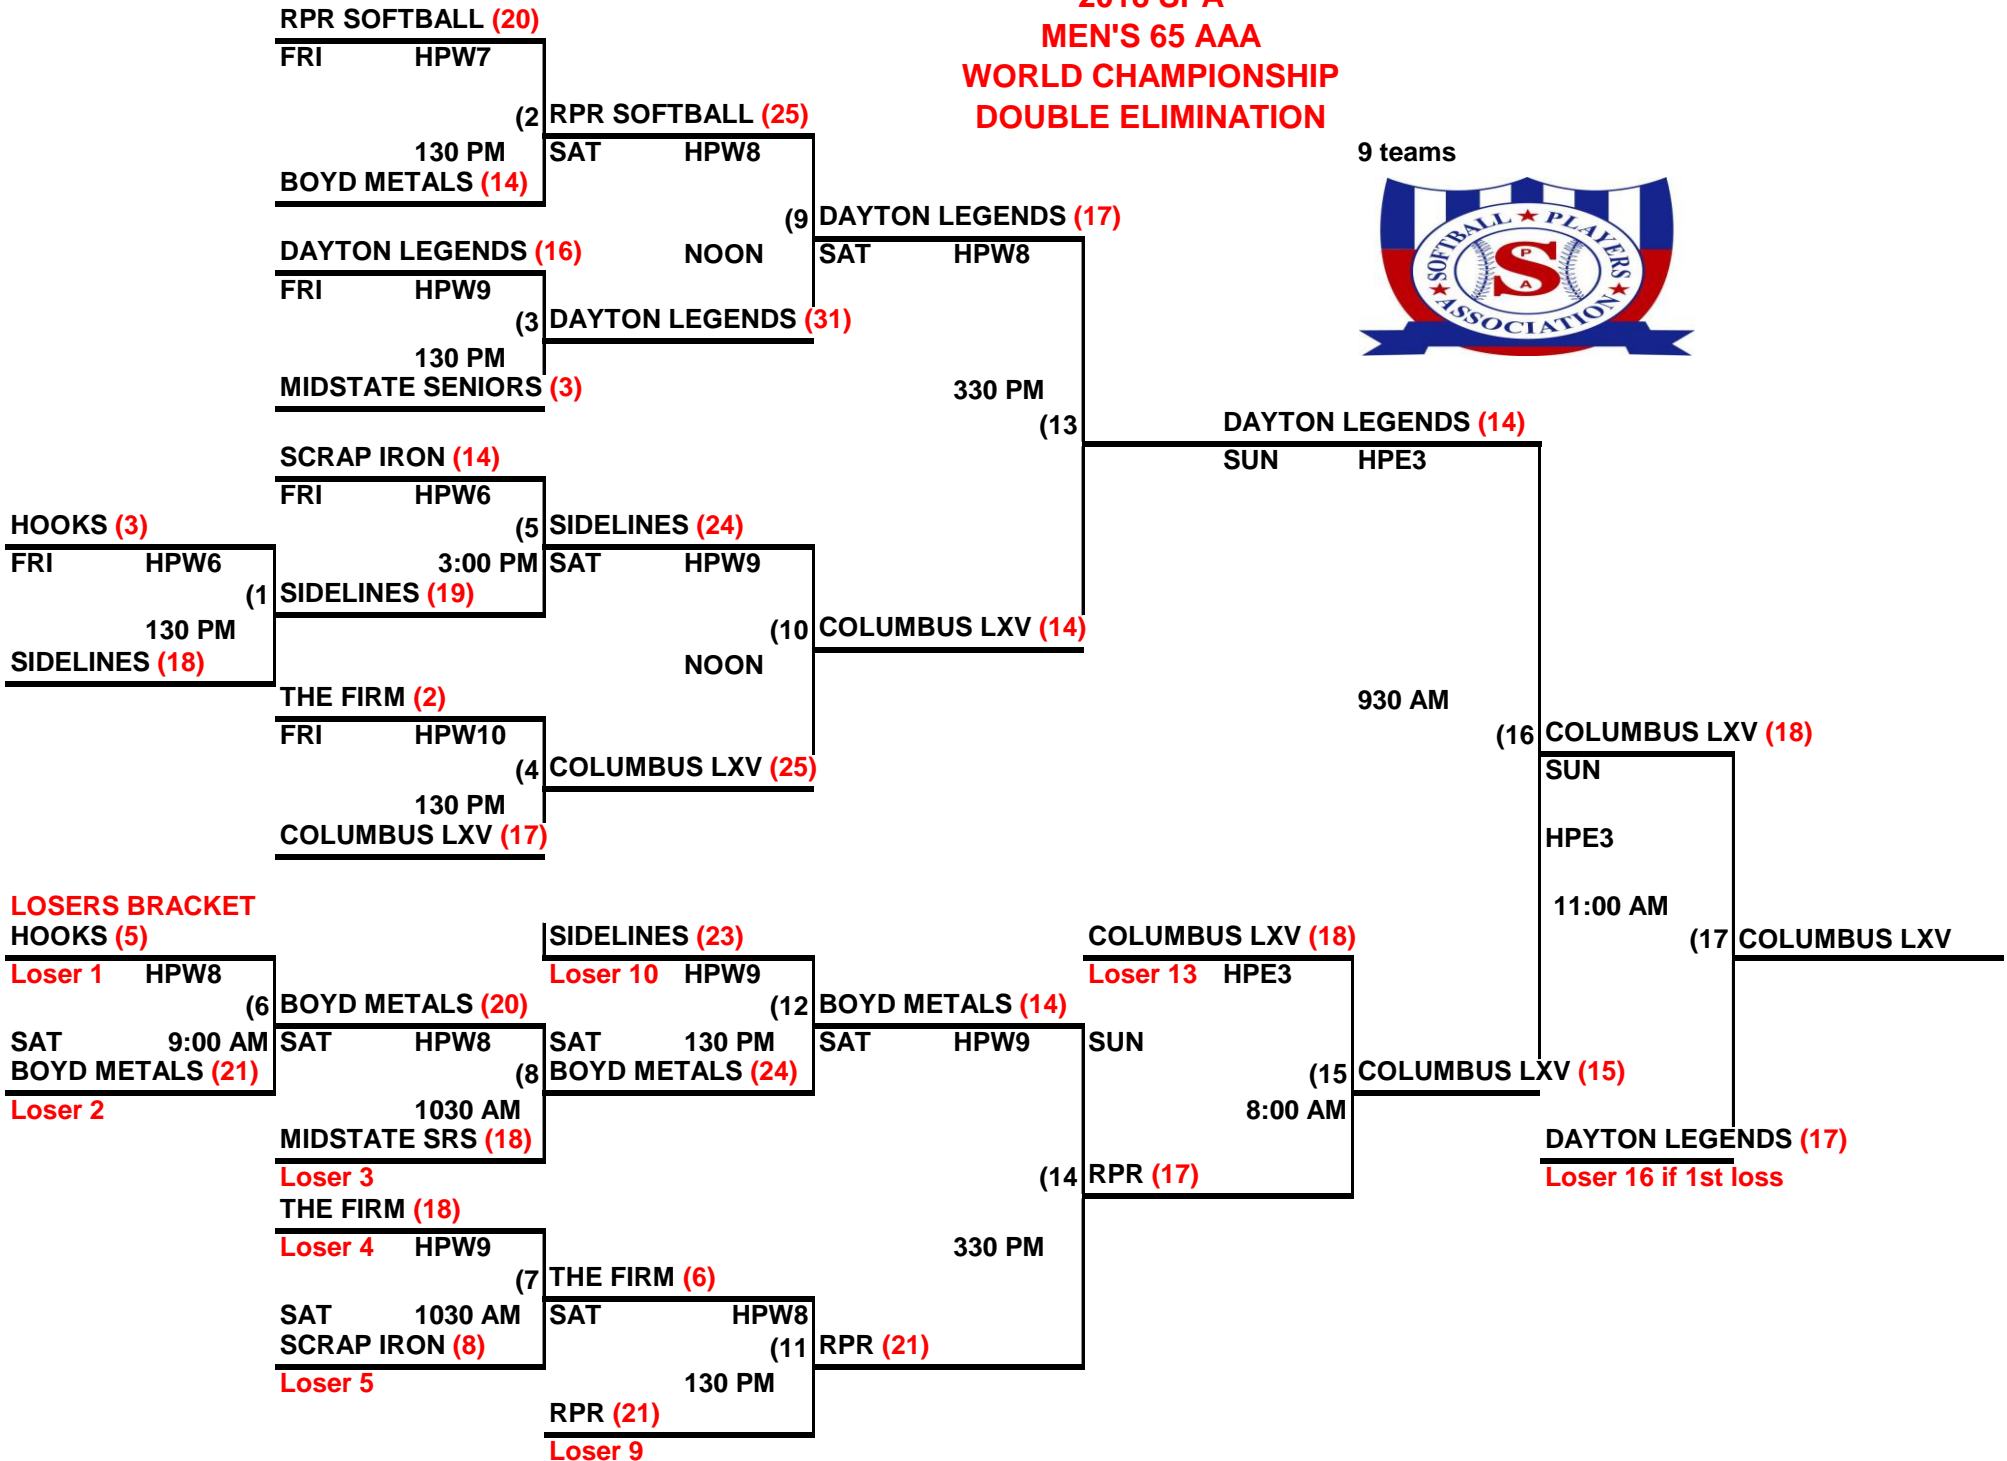 MEN'S 65 AAA
WORLD CHAMPIONSHIP
DOUBLE ELIMINATION
9 teams
SOFTBALL ★ PLAYERS
★ ASSOCIATION ★
S
P
A
RPR SOFTBALL (20)
FRI HPW7
(2
130 PM
BOYD METALS (14)
RPR SOFTBALL (25)
SAT HPW8
(9
NOON
DAYTON LEGENDS (16)
FRI HPW9
(3
130 PM
MIDSTATE SENIORS (3)
DAYTON LEGENDS (31)
DAYTON LEGENDS (17)
SAT HPW8
330 PM
(13
SCRAP IRON (14)
FRI HPW6
(5
3:00 PM
HOOKS (3)
FRI HPW6
(1
130 PM
SIDELINES (18)
SIDELINES (19)
SIDELINES (24)
SAT HPW9
(10
NOON
THE FIRM (2)
FRI HPW10
(4
130 PM
COLUMBUS LXV (17)
COLUMBUS LXV (25)
COLUMBUS LXV (14)
DAYTON LEGENDS (14)
SUN HPE3
930 AM
(16
COLUMBUS LXV (18)
SUN
HPE3
11:00 AM
(17
COLUMBUS LXV
DAYTON LEGENDS (17)
Loser 16 if 1st loss
LOSERS BRACKET
HOOKS (5)
Loser 1 HPW8
(6
SAT 9:00 AM
BOYD METALS (21)
Loser 2
BOYD METALS (20)
SAT HPW8
(8
1030 AM
MIDSTATE SRS (18)
Loser 3
THE FIRM (18)
Loser 4 HPW9
(7
SAT 1030 AM
SCRAP IRON (8)
Loser 5
SIDELINES (23)
Loser 10 HPW9
(12
SAT 130 PM
BOYD METALS (24)
THE FIRM (6)
SAT HPW8
(11
130 PM
RPR (21)
Loser 9
BOYD METALS (14)
SAT HPW9
(14
330 PM
RPR (21)
COLUMBUS LXV (18)
Loser 13 HPE3
SUN
(15
8:00 AM
RPR (17)
COLUMBUS LXV (15)